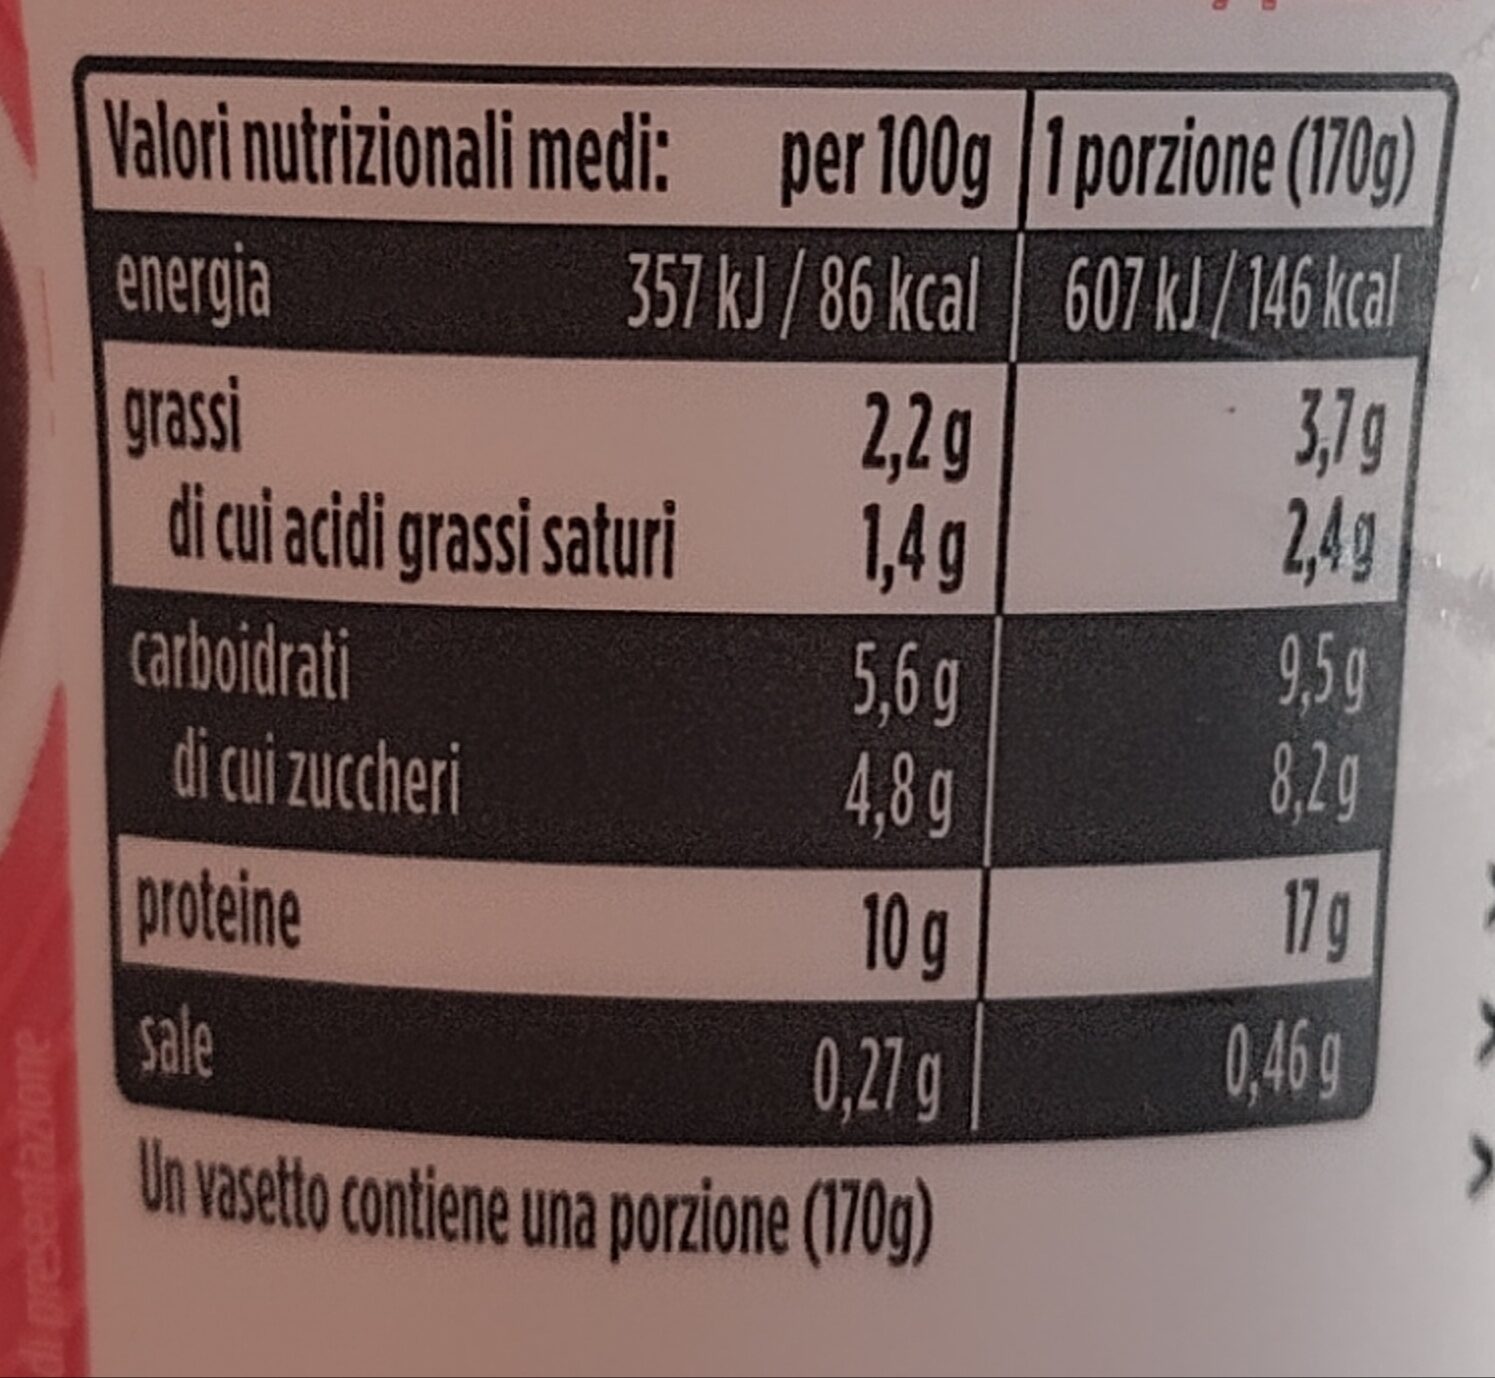 Valori nutrizionali medi: per 100g 1 porzione (170g)
energia 357 kJ / 86 kcal 607 kJ / 146 kcal
grassi 2,2 g 3,7 g
di cui acidi grassi saturi 1,4 g 2,4 g
carboidrati 5,6 g 9,5 g
di cui zuccheri 4,8 g 8,2 g
proteine 10 g 17 g
sale 0,27 g 0,46 g
Un vasetto contiene una porzione (170g)
di presentazione